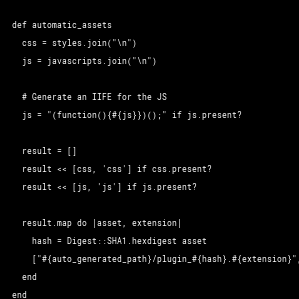 def automatic_assets
css = styles.join("\n")
js = javascripts.join("\n")
# Generate an IIFE for the JS
js = "(function(){#{js}})();" if js.present?
result = []
result << [css, 'css'] if css.present?
result << [js, 'js'] if js.present?
result.map do |asset, extension|
hash = Digest::SHA1.hexdigest asset
["#{auto_generated_path}/plugin_#{hash}.#{extension}",
end
end